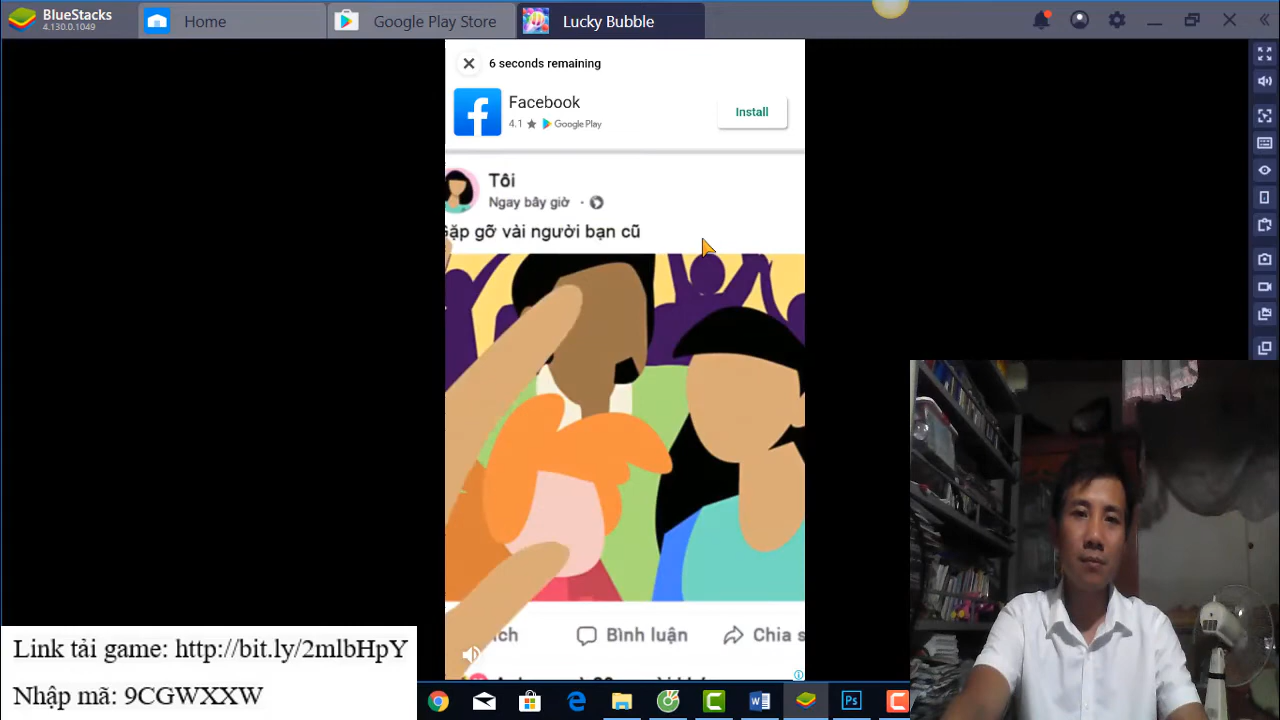 BlueStacks
4.130.0.1049
Home
Google Play Store
Lucky Bubble
6 seconds remaining
Facebook
4.1 ★ Google Play
Install
Tôi
Ngay bây giờ ·
Gặp gỡ vài người bạn cũ
Bình luận
Chia s
Link tải game: http://bit.ly/2mlbHpY
Nhập mã: 9CGWXXW